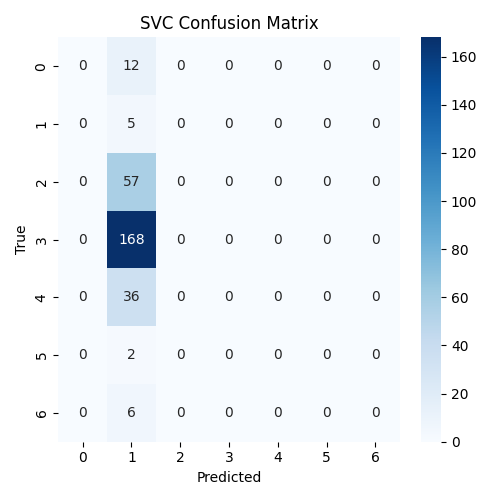 SVC Confusion Matrix
0 0 12 0 0 0 0 0
1 0 5 0 0 0 0 0
2 0 57 0 0 0 0 0
3 0 168 0 0 0 0 0
4 0 36 0 0 0 0 0
5 0 2 0 0 0 0 0
6 0 6 0 0 0 0 0
0 1 2 3 4 5 6
Predicted
True
160
140
120
100
80
60
40
20
0